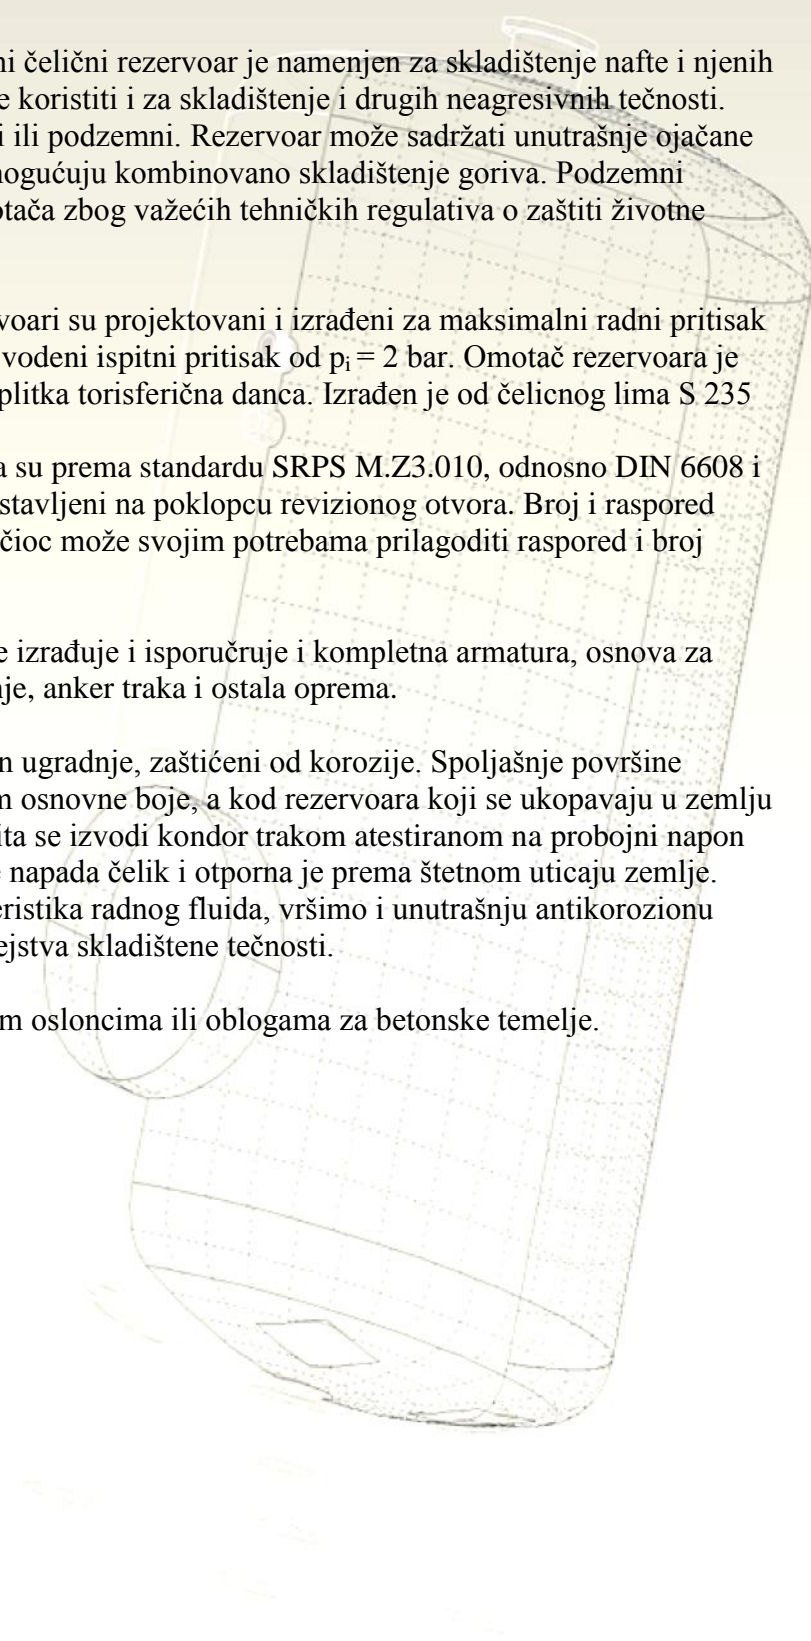 ni čelični rezervoar je namenjen za skladištenje nafte i njenih
e koristiti i za skladištenje i drugih neagresivnih tečnosti.
i ili podzemni. Rezervoar može sadržati unutrašnje ojačane
nogućuju kombinovano skladištenje goriva. Podzemni
otača zbog važećih tehničkih regulativa o zaštiti životne
voari su projektovani i izrađeni za maksimalni radni pritisak
vodeni ispitni pritisak od pi = 2 bar. Omotač rezervoara je
plitka torisferična danca. Izrađen je od čelicnog lima S 235
a su prema standardu SRPS M.Z3.010, odnosno DIN 6608 i
stavljeni na poklopcu revizionog otvora. Broj i raspored
čioc može svojim potrebama prilagoditi raspored i broj
e izrađuje i isporučruje i kompletna armatura, osnova za
nje, anker traka i ostala oprema.
n ugradnje, zaštićeni od korozije. Spoljašnje površine
m osnovne boje, a kod rezervoara koji se ukopavaju u zemlju
ita se izvodi kondor trakom atestiranom na probojni napon
e napada čelik i otporna je prema štetnom uticaju zemlje.
eristika radnog fluida, vršimo i unutrašnju antikorozionu
ejstva skladištene tečnosti.
m osloncima ili oblogama za betonske temelje.